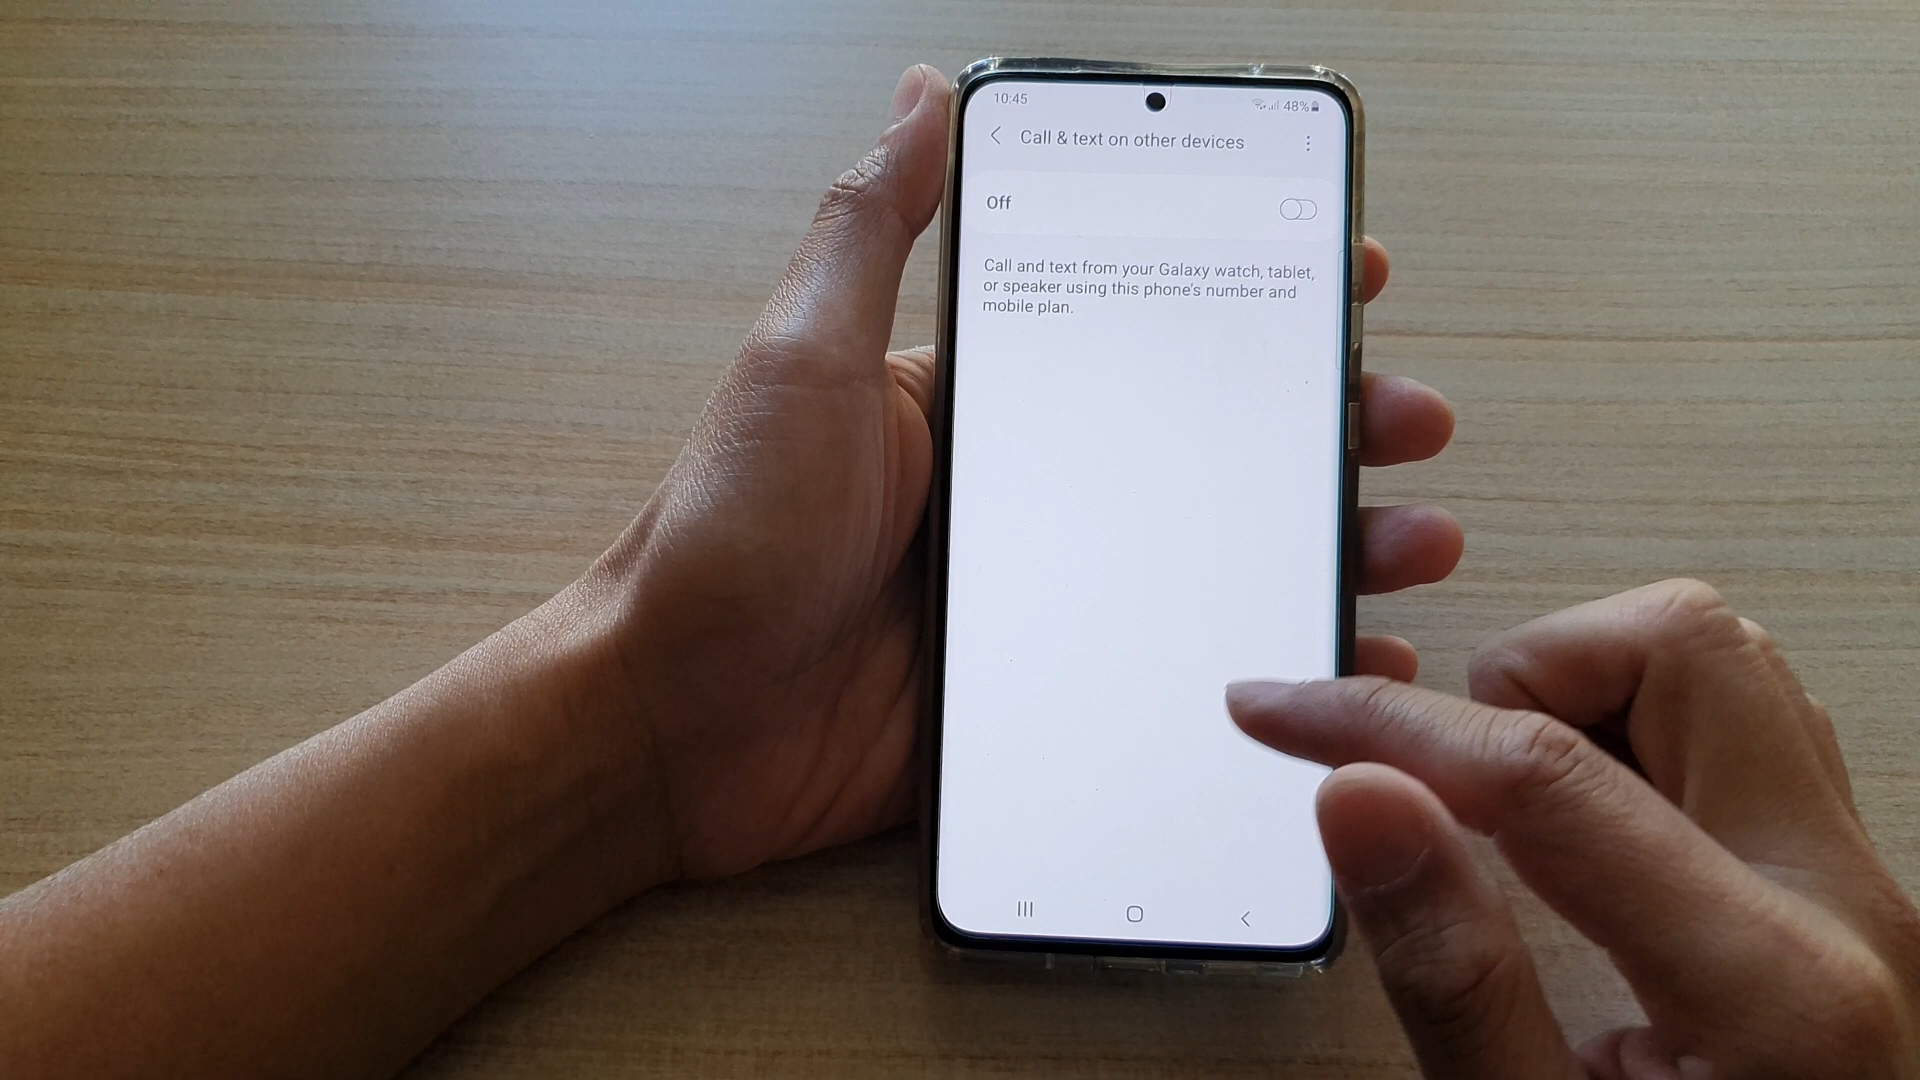 10:45
48%
Call & text on other devices
Off
Call and text from your Galaxy watch, tablet,
or speaker using this phone's number and
mobile plan.